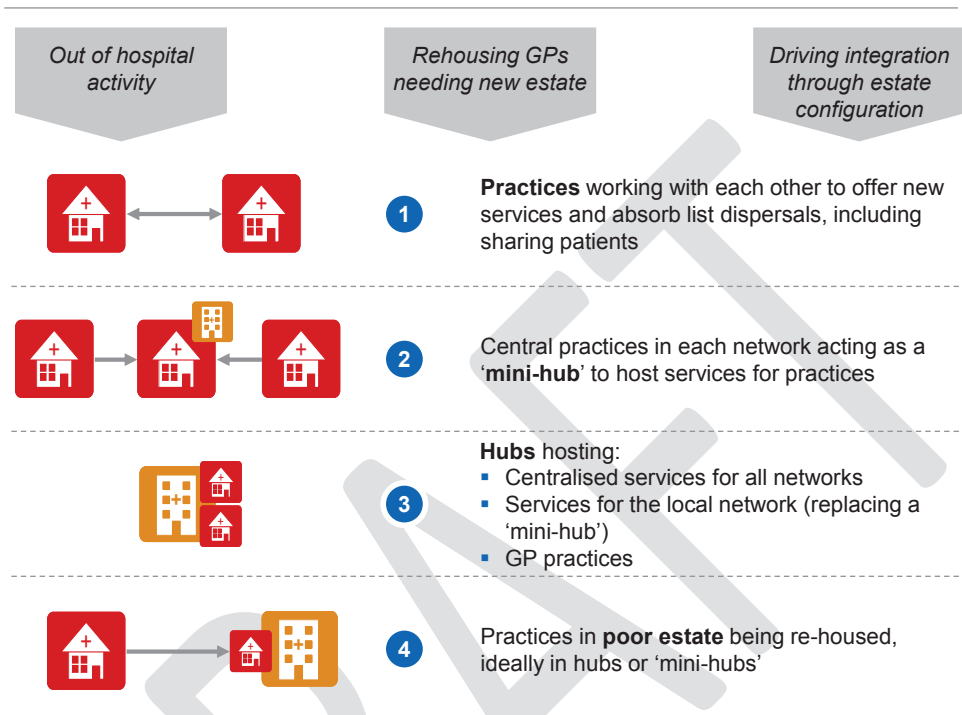 Out of hospital
activity
Rehousing GPs
needing new estate
Driving integration
through estate
configuration
1
Practices working with each other to offer new
services and absorb list dispersals, including
sharing patients
2
Central practices in each network acting as a
‘mini-hub’ to host services for practices
3
Hubs hosting:
▪ Centralised services for all networks
▪ Services for the local network (replacing a
‘mini-hub’)
▪ GP practices
4
Practices in poor estate being re-housed,
ideally in hubs or ‘mini-hubs’
DRAFT